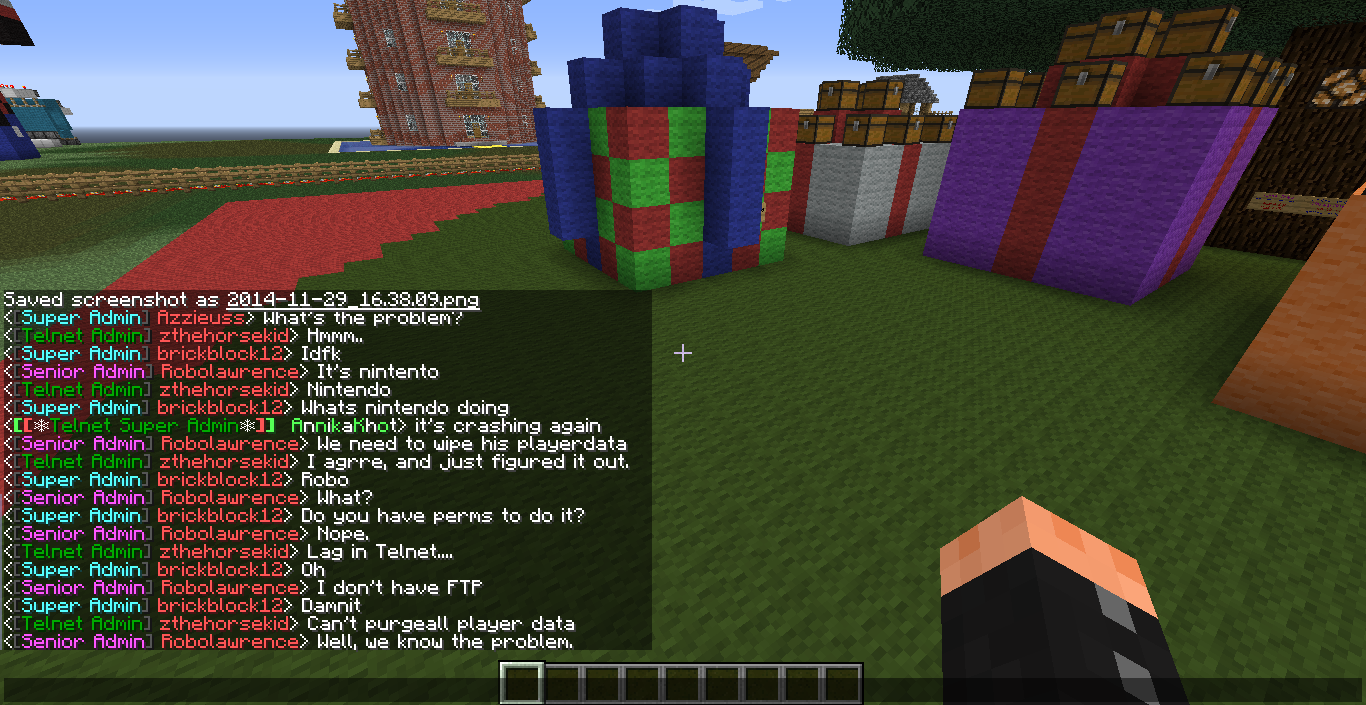 Saved screenshot as 2014-11-29_16.38.09.png
<[Super Admin] Azzieuss> What's the problem?
<[Telnet Admin] zthehorsekid> Hmmm..
<[Super Admin] brickblock12> Idfk
<[Senior Admin] Robolawrence> It's nintento
<[Telnet Admin] zthehorsekid> Nintendo
<[Super Admin] brickblock12> Whats nintendo doing
<[[❄Telnet Super Admin❄]] AnnikaKhot> it's crashing again
<[Senior Admin] Robolawrence> We need to wipe his playerdata
<[Telnet Admin] zthehorsekid> I agrre, and just figured it out.
<[Super Admin] brickblock12> Robo
<[Senior Admin] Robolawrence> What?
<[Super Admin] brickblock12> Do you have perms to do it?
<[Senior Admin] Robolawrence> Nope.
<[Telnet Admin] zthehorsekid> Lag in Telnet....
<[Super Admin] brickblock12> Oh
<[Senior Admin] Robolawrence> I don't have FTP
<[Super Admin] brickblock12> Damnit
<[Telnet Admin] zthehorsekid> Can't purgeall player data
<[Senior Admin] Robolawrence> Well, we know the problem.